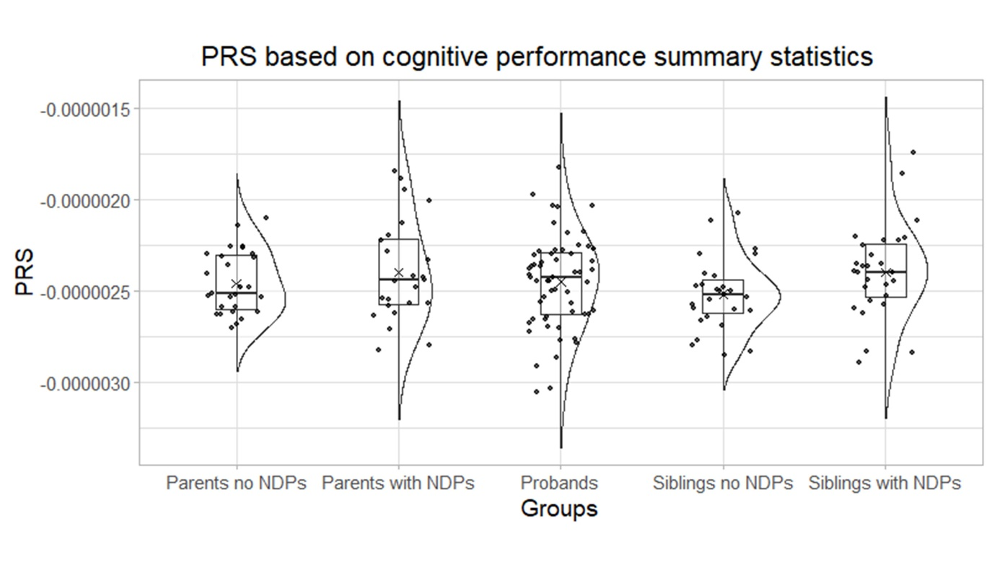 PRS based on cognitive performance summary statistics
-0.0000015
-0.0000020
-0.0000025
-0.0000030
PRS
Parents no NDPs Parents with NDPs Probands Siblings no NDPs Siblings with NDPs
Groups